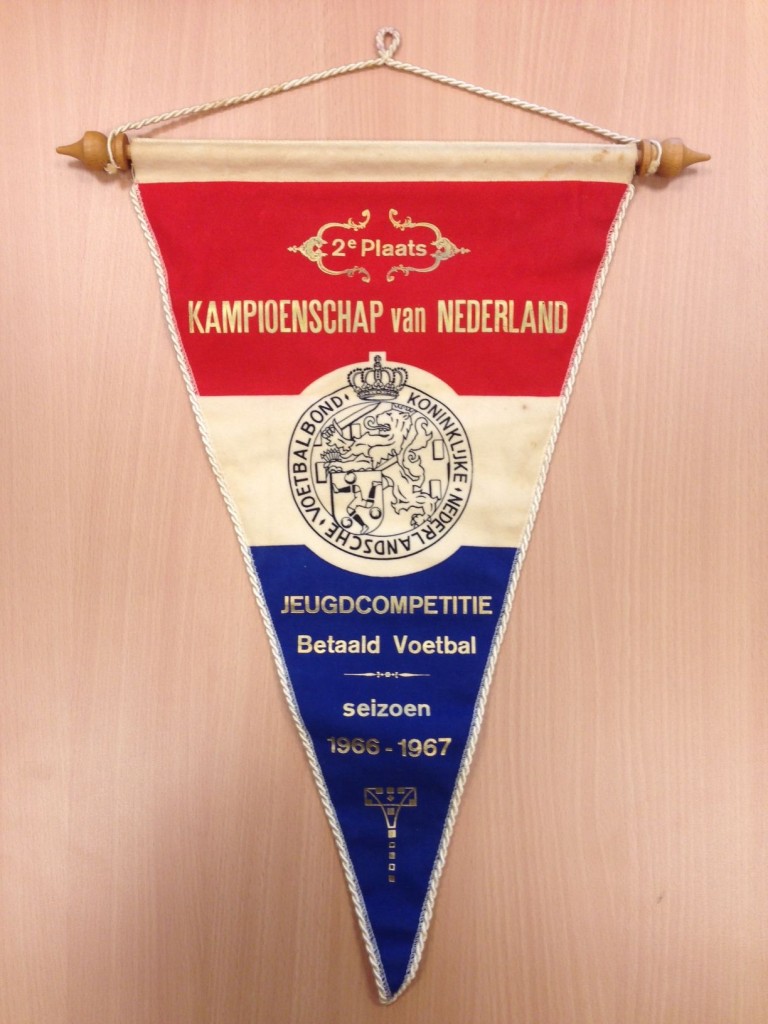 2e Plaats
KAMPIOENSCHAP van NEDERLAND
KONINKLIJKE · NEDERLANDSCHE · VOETBALBOND ·
JEUGDCOMPETITIE
Betaald Voetbal
seizoen
1966 - 1967